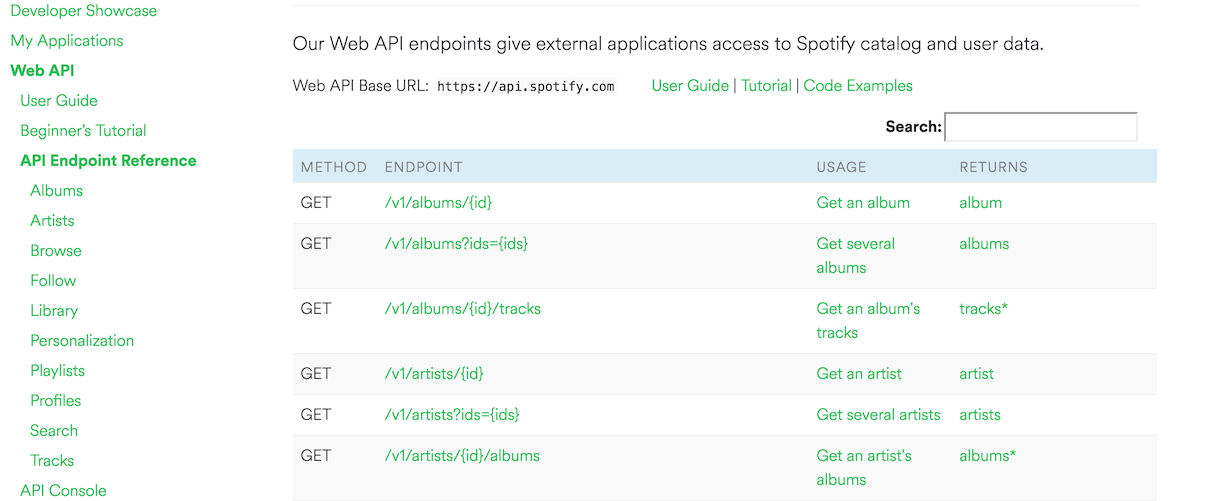 Developer Showcase
My Applications
Web API
User Guide
Beginner's Tutorial
API Endpoint Reference
Albums
Artists
Browse
Follow
Library
Personalization
Playlists
Profiles
Search
Tracks
API Console
Our Web API endpoints give external applications access to Spotify catalog and user data.
Web API Base URL: https://api.spotify.com User Guide | Tutorial | Code Examples
Search:
METHOD ENDPOINT USAGE RETURNS
GET /v1/albums/{id} Get an album album
GET /v1/albums?ids={ids} Get several albums
albums
GET /v1/albums/{id}/tracks Get an album's tracks*
tracks
GET /v1/artists/{id} Get an artist artist
GET /v1/artists?ids={ids} Get several artists artists
GET /v1/artists/{id}/albums Get an artist's albums*
albums